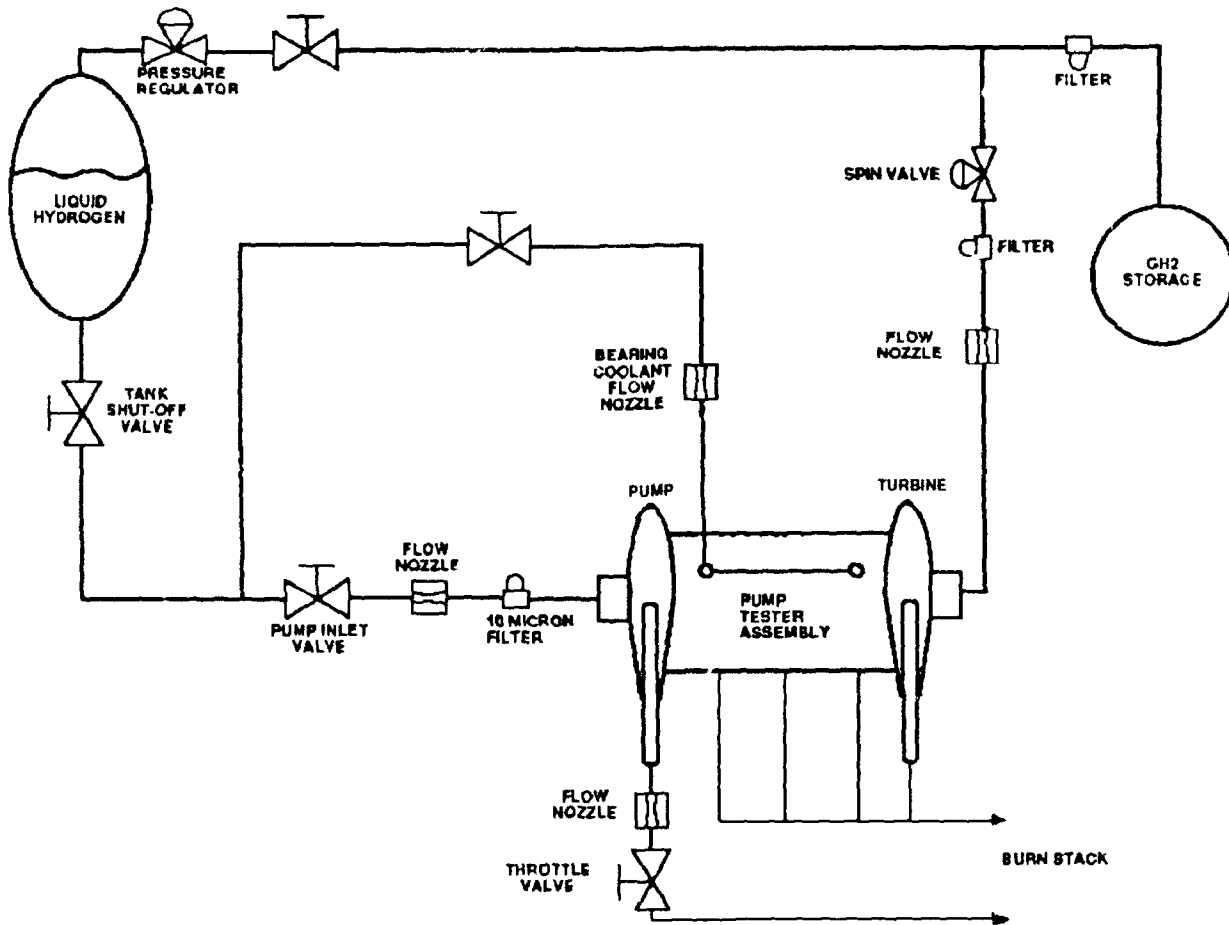 PRESSURE
REGULATOR
FILTER
SPIN VALVE
LIQUID
HYDROGEN
FILTER
GH2
STORAGE
FLOW
NOZZLE
BEARING
COOLANT
FLOW
NOZZLE
TANK
SHUT-OFF
VALVE
PUMP
TURBINE
FLOW
NOZZLE
PUMP INLET
VALVE
10 MICRON
FILTER
PUMP
TESTER
ASSEMBLY
FLOW
NOZZLE
THROTTLE
VALVE
BURN STACK